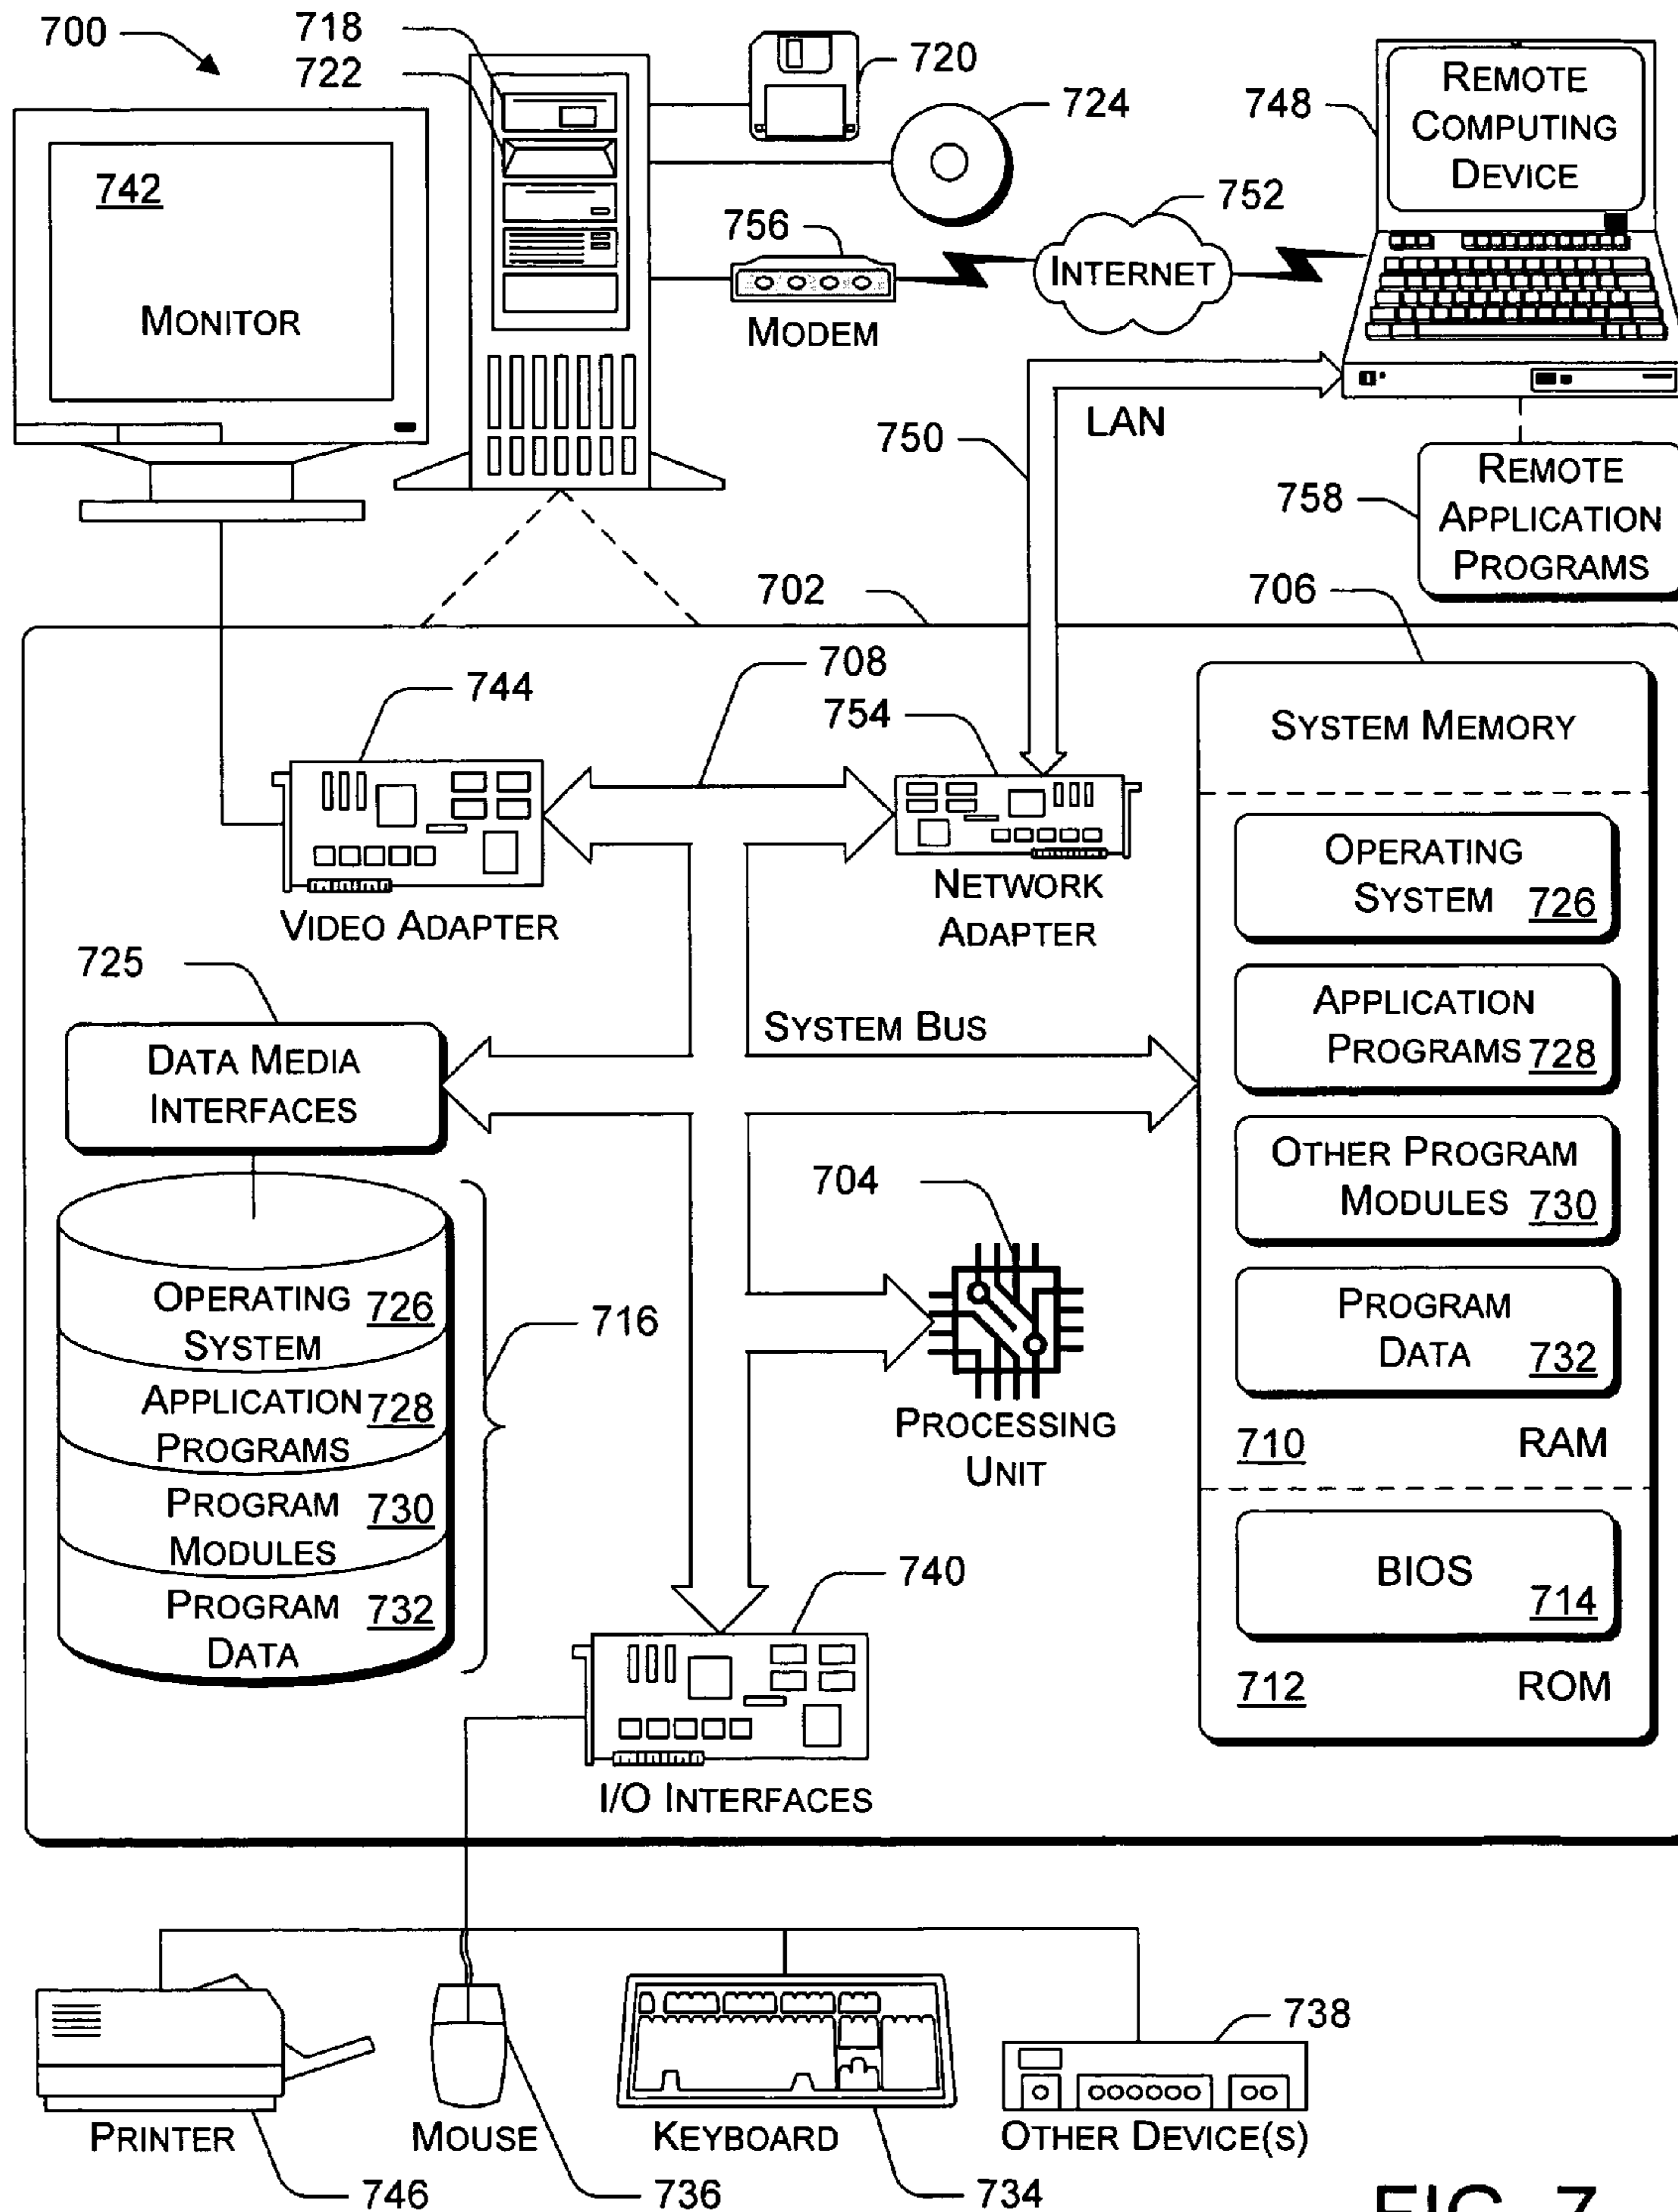 700
718
722
720
724
748
REMOTE
COMPUTING
DEVICE
742
MONITOR
756
MODEM
752
INTERNET
750
LAN
758
REMOTE
APPLICATION
PROGRAMS
702
706
708
744
VIDEO ADAPTER
754
NETWORK
ADAPTER
SYSTEM MEMORY
OPERATING
SYSTEM 726
APPLICATION
PROGRAMS 728
OTHER PROGRAM
MODULES 730
PROGRAM
DATA 732
710 RAM
BIOS
714
712 ROM
725
DATA MEDIA
INTERFACES
SYSTEM BUS
704
PROCESSING
UNIT
OPERATING 726
SYSTEM
APPLICATION 728
PROGRAMS
PROGRAM 730
MODULES
PROGRAM 732
DATA
716
740
I/O INTERFACES
PRINTER
746
MOUSE
736
KEYBOARD
734
738
OTHER DEVICE(S)
FIG. 7